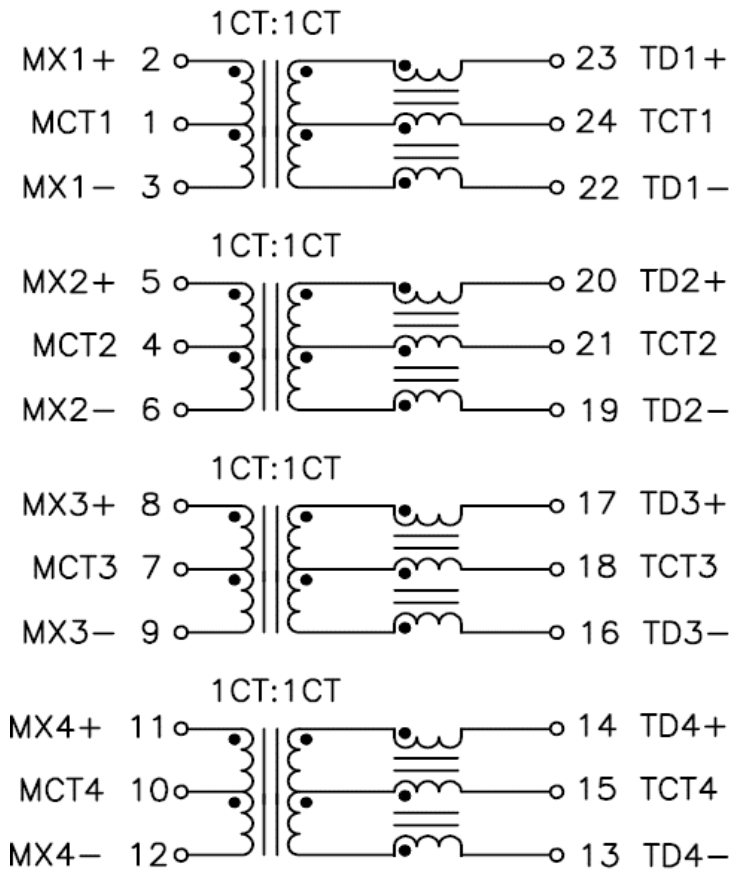 1CT:1CT
MX1+ 2 23 TD1+
MCT1 1 24 TCT1
MX1- 3 22 TD1-
1CT:1CT
MX2+ 5 20 TD2+
MCT2 4 21 TCT2
MX2- 6 19 TD2-
1CT:1CT
MX3+ 8 17 TD3+
MCT3 7 18 TCT3
MX3- 9 16 TD3-
1CT:1CT
MX4+ 11 14 TD4+
MCT4 10 15 TCT4
MX4- 12 13 TD4-